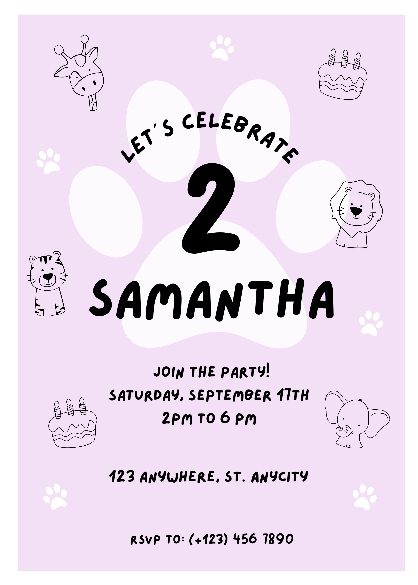 LET'S CELEBRATE
2
SAMANTHA
JOIN THE PARTY!
SATURDAY, SEPTEMBER 17TH
2PM TO 6 PM
123 ANYWHERE, ST. ANYCITY
RSVP TO: (+123) 456 7890